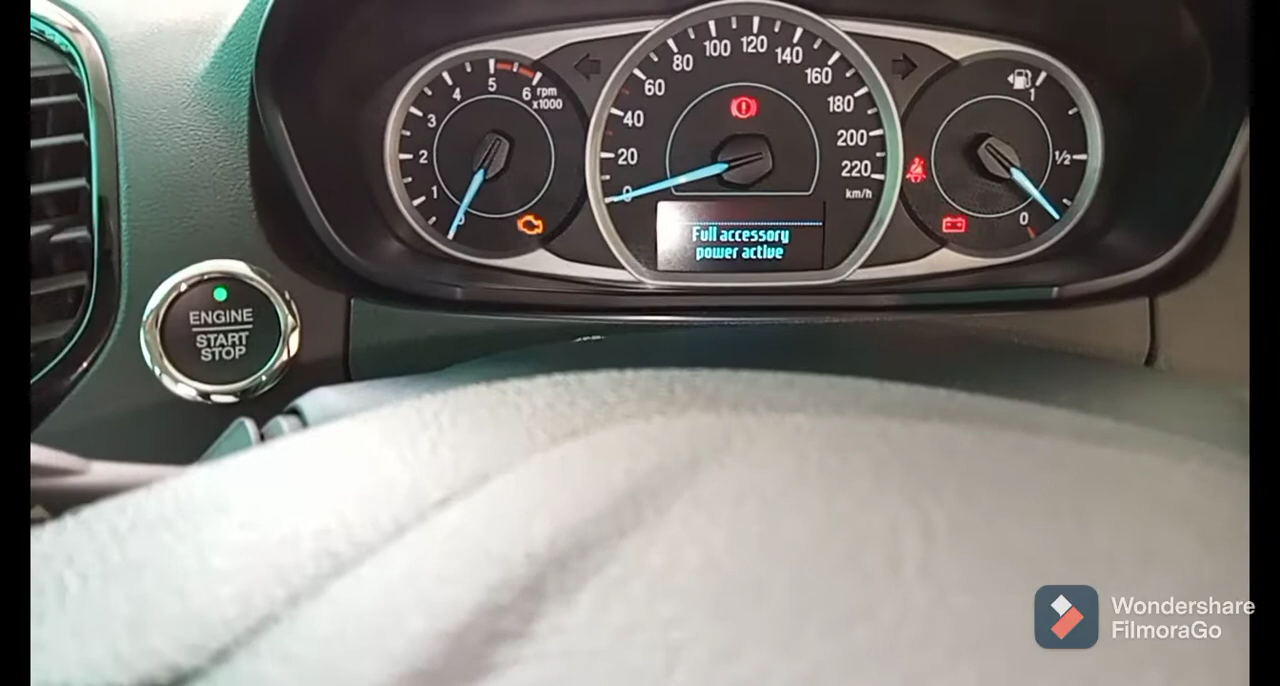 1
2
3
4
5
6
rpm
x1000
0
20
40
60
80
100
120
140
160
180
200
220
km/h
Full accessory
power active
1
1/2
0
ENGINE
START
STOP
Wondershare
FilmoraGo